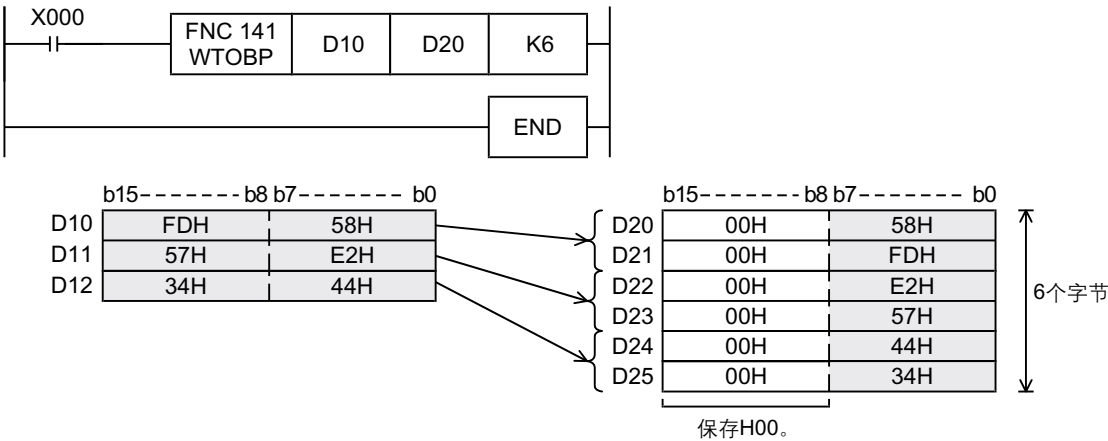 X000
FNC 141 WTOBP D10 D20 K6
END
b15 b8 b7 b0 b15 b8 b7 b0
D10 FDH 58H D20 00H 58H
D11 57H E2H D21 00H FDH
D12 34H 44H D22 00H E2H
D23 00H 57H
D24 00H 44H
D25 00H 34H
6个字节
保存H00。